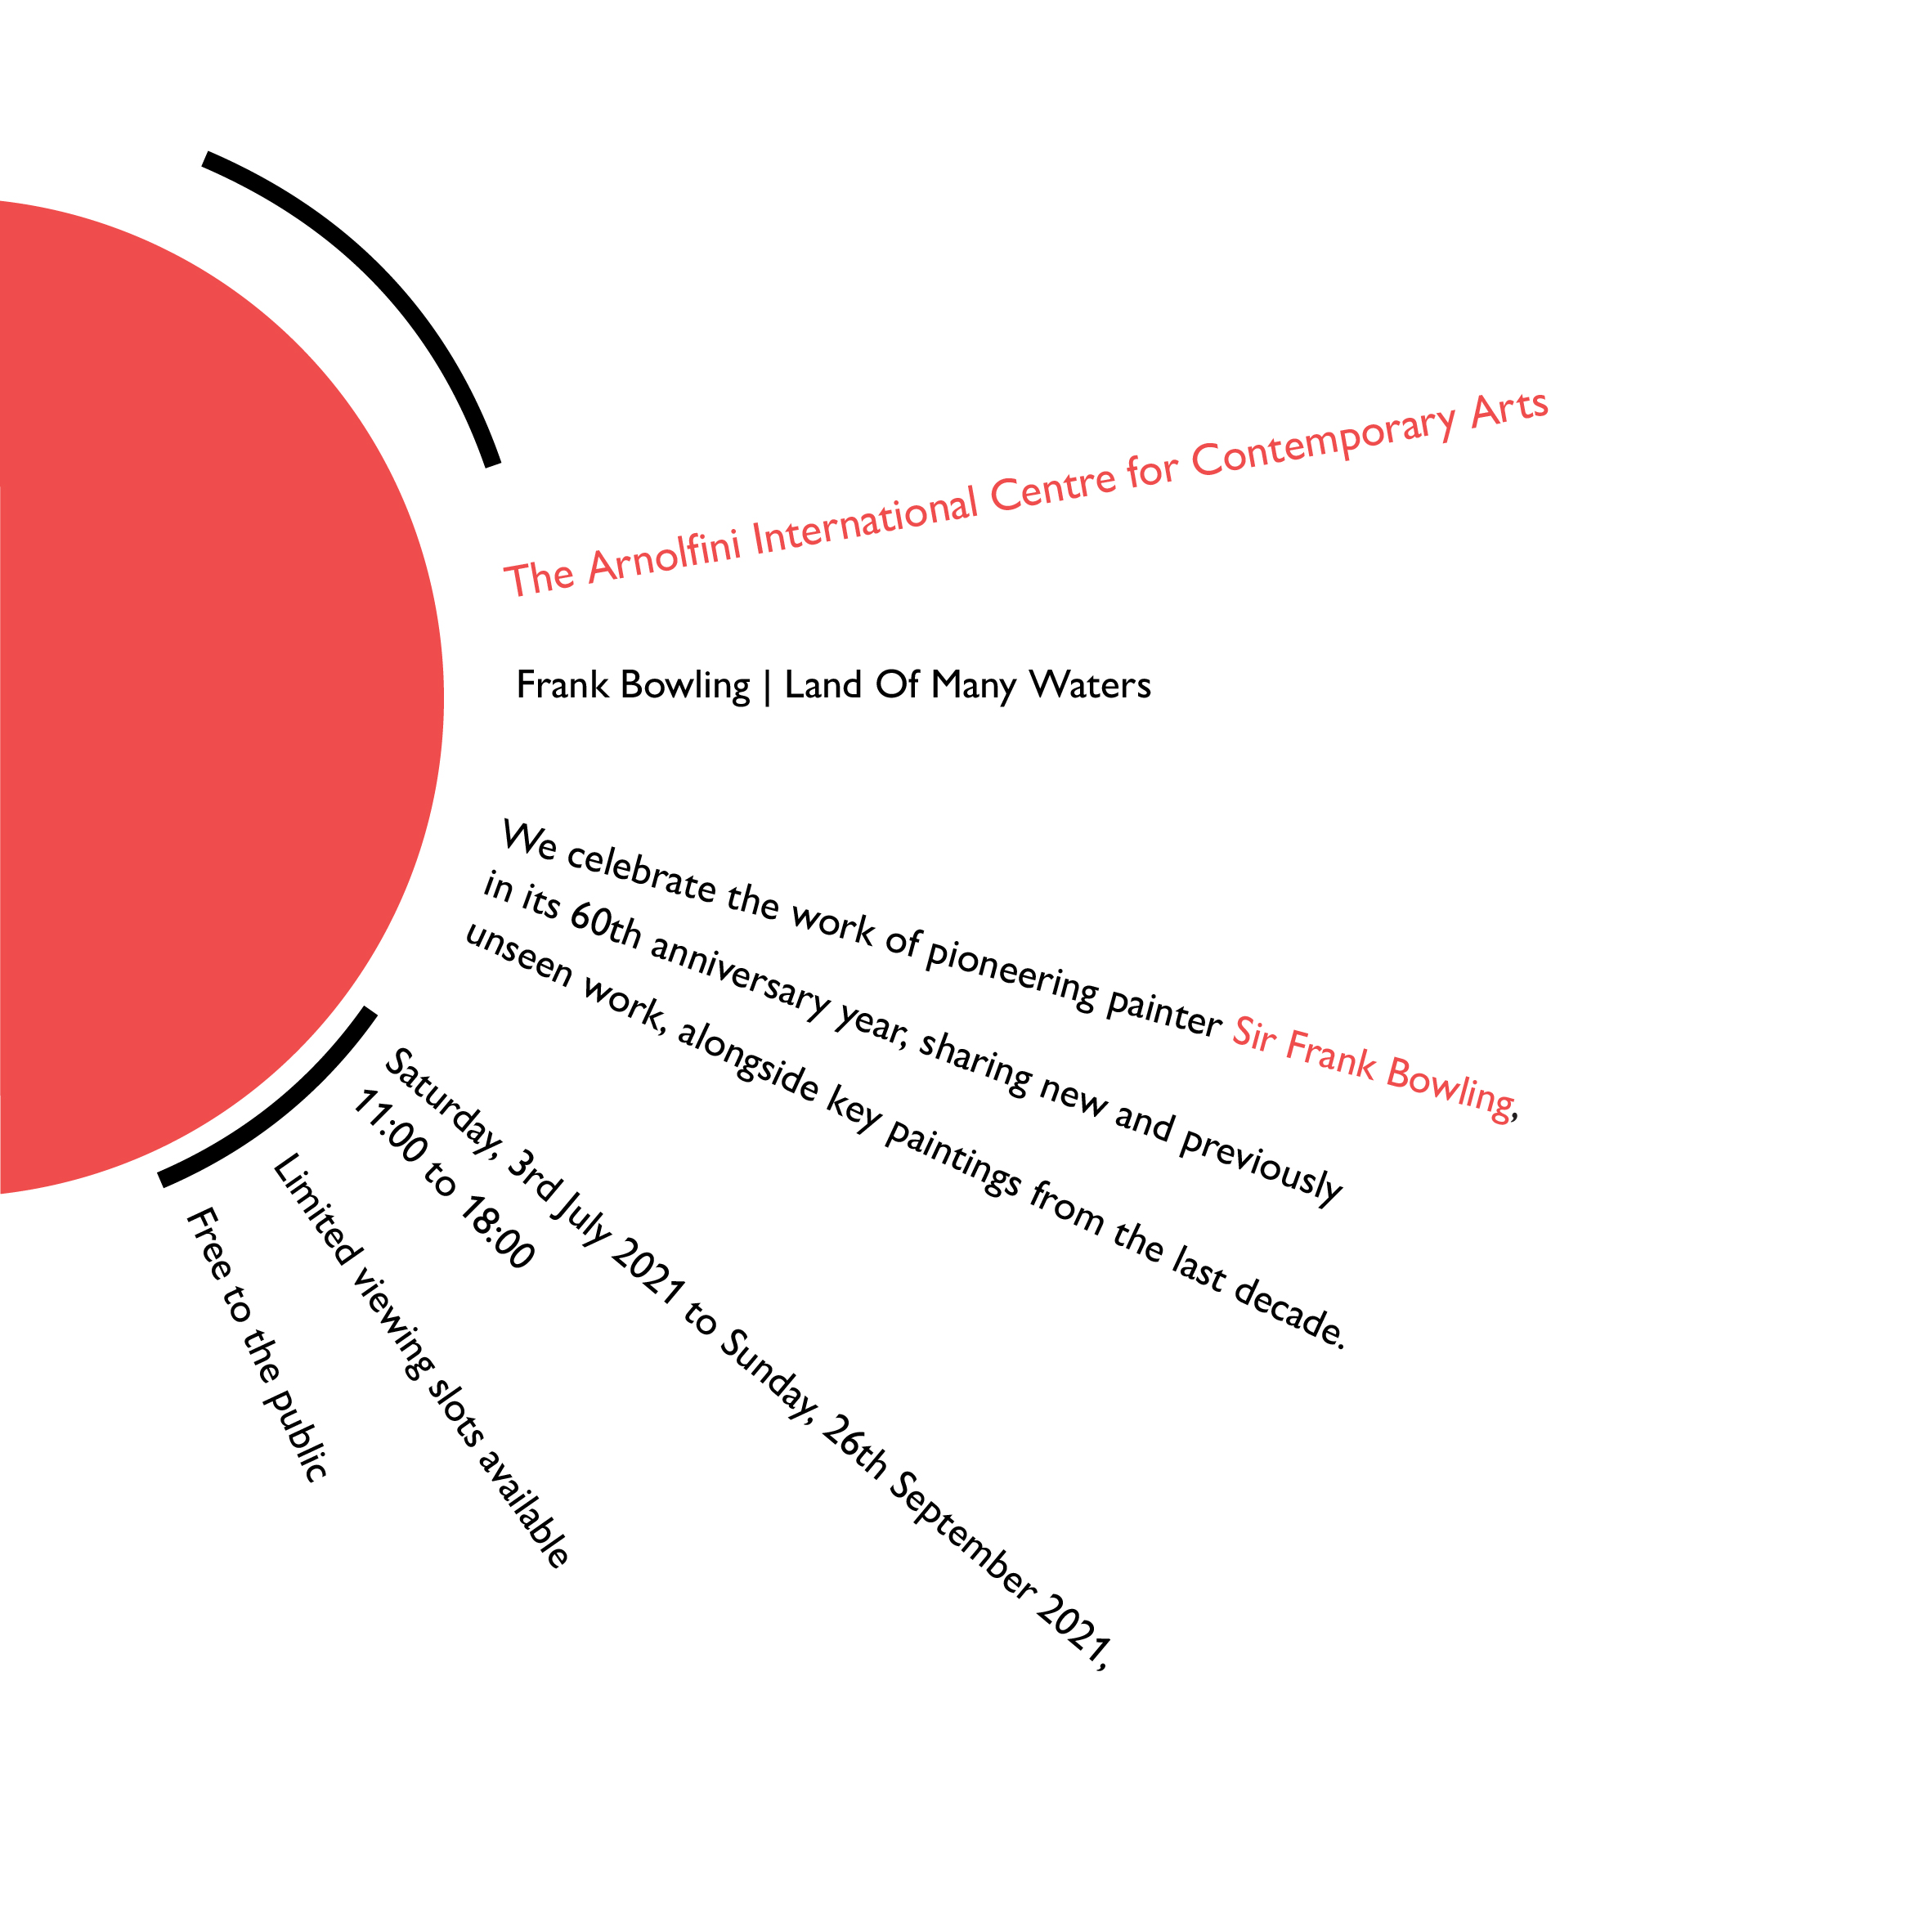 The Arnolfini International Centre for Contemporary Arts
Frank Bowling | Land Of Many Waters
We celebrate the work of pioneering painter Sir Frank Bowling,
in its 60th anniversary year, sharing new and previously
unseen work, alongside key paintings from the last decade.
Saturday, 3rd July 2021 to Sunday, 26th September 2021,
11:00 to 18:00
Limited viewing slots available
Free to the public